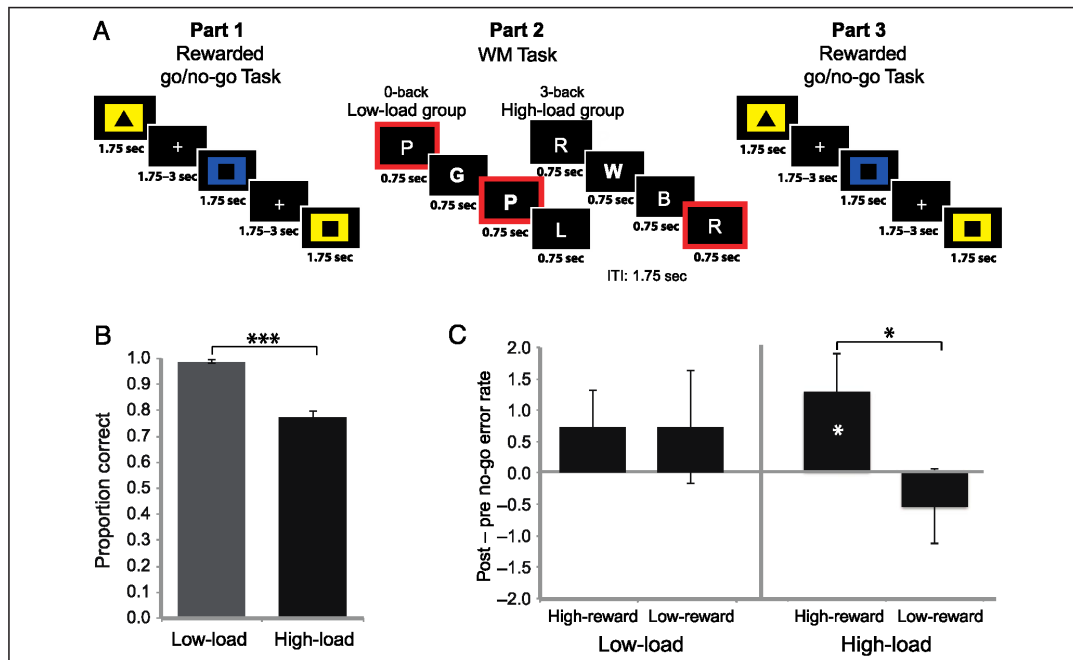 A
Part 1
Rewarded
go/no-go Task
1.75 sec
+
1.75–3 sec
1.75 sec
+
1.75–3 sec
1.75 sec
Part 2
WM Task
0-back
Low-load group
P
0.75 sec
G
0.75 sec
P
0.75 sec
L
0.75 sec
3-back
High-load group
R
0.75 sec
W
0.75 sec
B
0.75 sec
R
0.75 sec
ITI: 1.75 sec
Part 3
Rewarded
go/no-go Task
1.75 sec
+
1.75–3 sec
1.75 sec
+
1.75–3 sec
1.75 sec
B
***
Proportion correct
1.0
0.9
0.8
0.7
0.6
0.5
0.4
0.3
0.2
0.1
0.0
Low-load High-load
C
*
*
Post – pre no-go error rate
2.0
1.5
1.0
0.5
0.0
–0.5
–1.0
–1.5
–2.0
High-reward Low-reward High-reward Low-reward
Low-load High-load